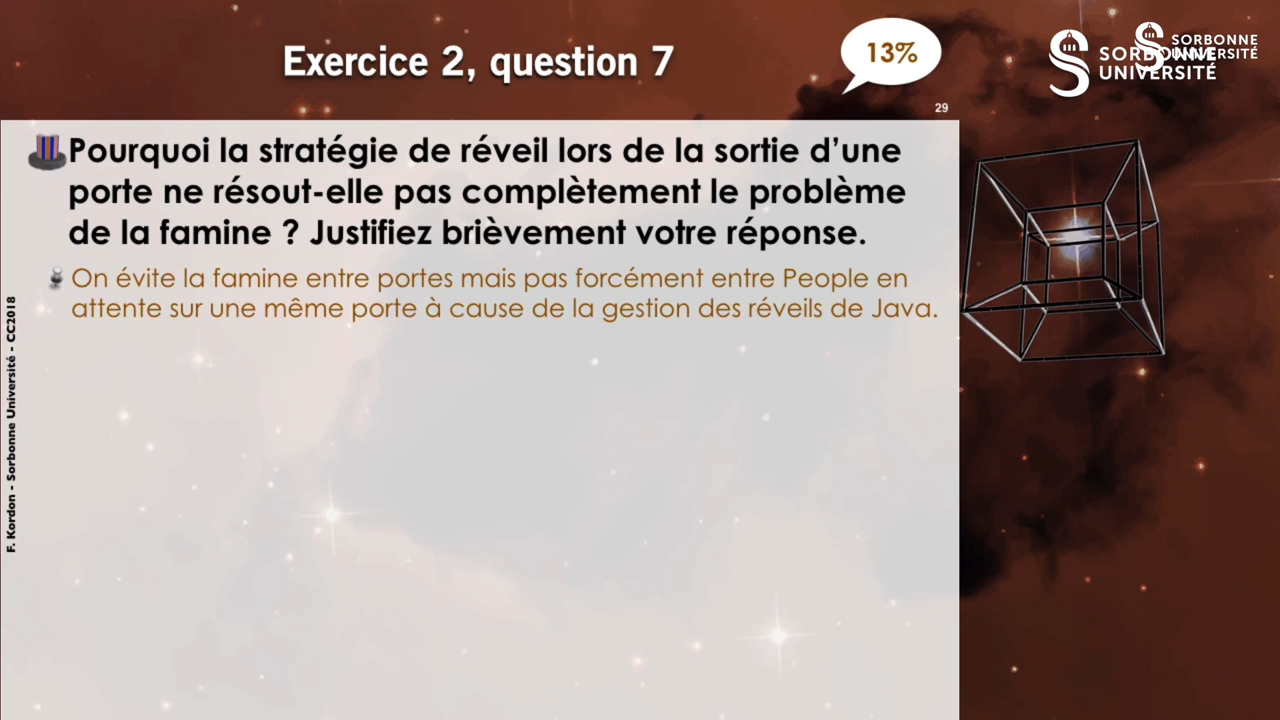 Exercice 2, question 7
13%
SORBONNE
UNIVERSITÉ
SORBONNE
UNIVERSITÉ
29
Pourquoi la stratégie de réveil lors de la sortie d’une
porte ne résout-elle pas complètement le problème
de la famine ? Justifiez brièvement votre réponse.
On évite la famine entre portes mais pas forcément entre People en
attente sur une même porte à cause de la gestion des réveils de Java.
F. Kordon - Sorbonne Université - CC2018